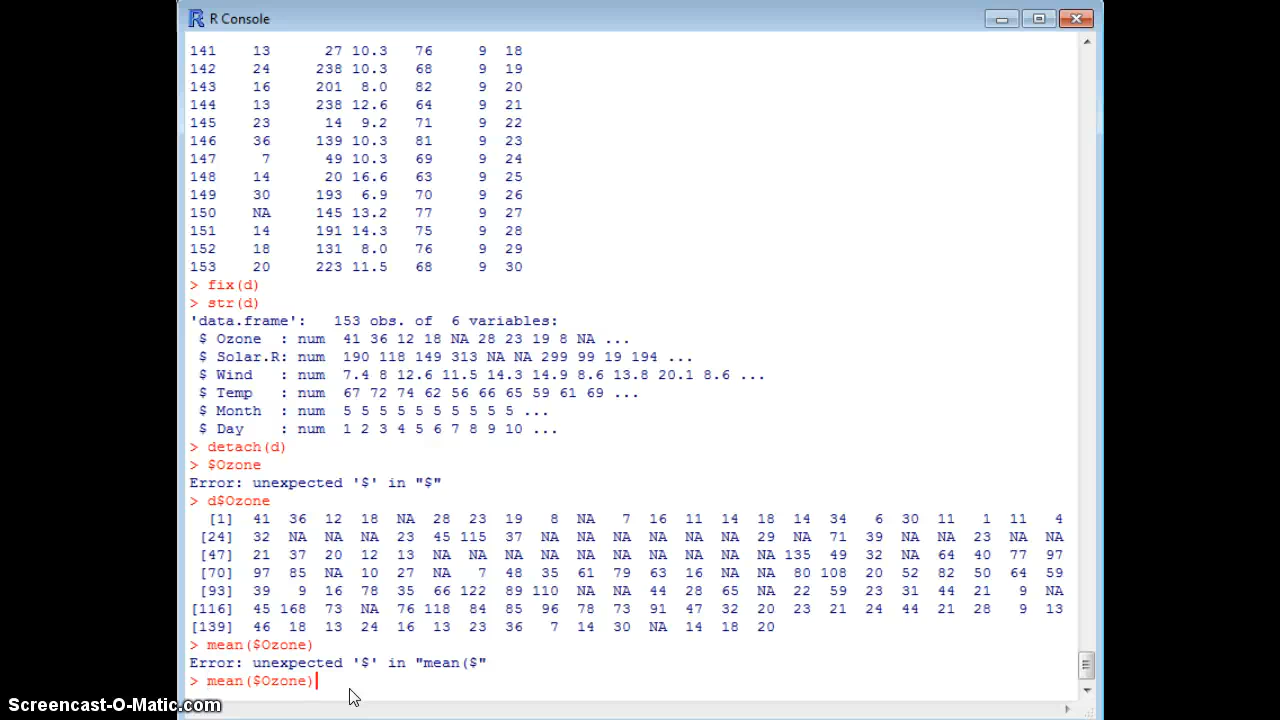 R Console
141 13 27 10.3 76 9 18
142 24 238 10.3 68 9 19
143 16 201 8.0 82 9 20
144 13 238 12.6 64 9 21
145 23 14 9.2 71 9 22
146 36 139 10.3 81 9 23
147 7 49 10.3 69 9 24
148 14 20 16.6 63 9 25
149 30 193 6.9 70 9 26
150 NA 145 13.2 77 9 27
151 14 191 14.3 75 9 28
152 18 131 8.0 76 9 29
153 20 223 11.5 68 9 30
> fix(d)
> str(d)
'data.frame': 153 obs. of 6 variables:
$ Ozone : num 41 36 12 18 NA 28 23 19 8 NA ...
$ Solar.R: num 190 118 149 313 NA NA 299 99 19 194 ...
$ Wind : num 7.4 8 12.6 11.5 14.3 14.9 8.6 13.8 20.1 8.6 ...
$ Temp : num 67 72 74 62 56 66 65 59 61 69 ...
$ Month : num 5 5 5 5 5 5 5 5 5 5 ...
$ Day : num 1 2 3 4 5 6 7 8 9 10 ...
> detach(d)
> $Ozone
Error: unexpected '$' in "$"
> d$Ozone
[1] 41 36 12 18 NA 28 23 19 8 NA 7 16 11 14 18 14 34 6 30 11 1 11 4
[24] 32 NA NA NA 23 45 115 37 NA NA NA NA NA NA 29 NA 71 39 NA NA 23 NA NA
[47] 21 37 20 12 13 NA NA NA NA NA NA NA NA NA NA 135 49 32 NA 64 40 77 97
[70] 97 85 NA 10 27 NA 7 48 35 61 79 63 16 NA NA 80 108 20 52 82 50 64 59
[93] 39 9 16 78 35 66 122 89 110 NA NA 44 28 65 NA 22 59 23 31 44 21 9 NA
[116] 45 168 73 NA 76 118 84 85 96 78 73 91 47 32 20 23 21 24 44 21 28 9 13
[139] 46 18 13 24 16 13 23 36 7 14 30 NA 14 18 20
> mean($Ozone)
Error: unexpected '$' in "mean($"
> mean($Ozone)
Screencast-O-Matic.com